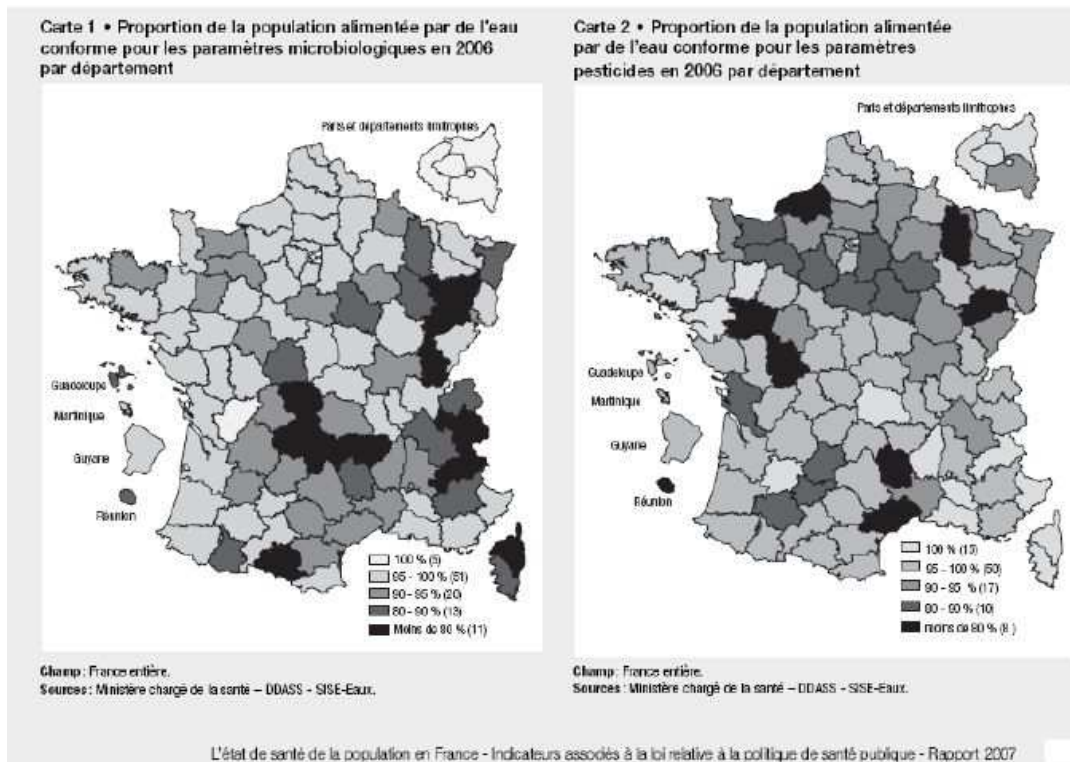 Carte 1 • Proportion de la population alimentée par de l'eau
conforme pour les paramètres microbiologiques en 2006
par département
Paris et départements limitrophes
Guadeloupe
Martinique
Guyane
Réunion
100 % (5)
95 - 100 % (51)
90 - 95 % (20)
80 - 90 % (13)
Moins de 80 % (11)
Champ : France entière.
Sources : Ministère chargé de la santé – DDASS - SISE-Eaux.
Carte 2 • Proportion de la population alimentée
par de l'eau conforme pour les paramètres
pesticides en 2006 par département
Paris et départements limitrophes
Guadeloupe
Martinique
Guyane
Réunion
100 % (15)
95 - 100 % (50)
90 - 95 % (17)
80 - 90 % (10)
moins de 80 % (8 )
Champ : France entière.
Sources : Ministère chargé de la santé – DDASS - SISE-Eaux.
L'état de santé de la population en France - Indicateurs associés à la loi relative à la politique de santé publique - Rapport 2007